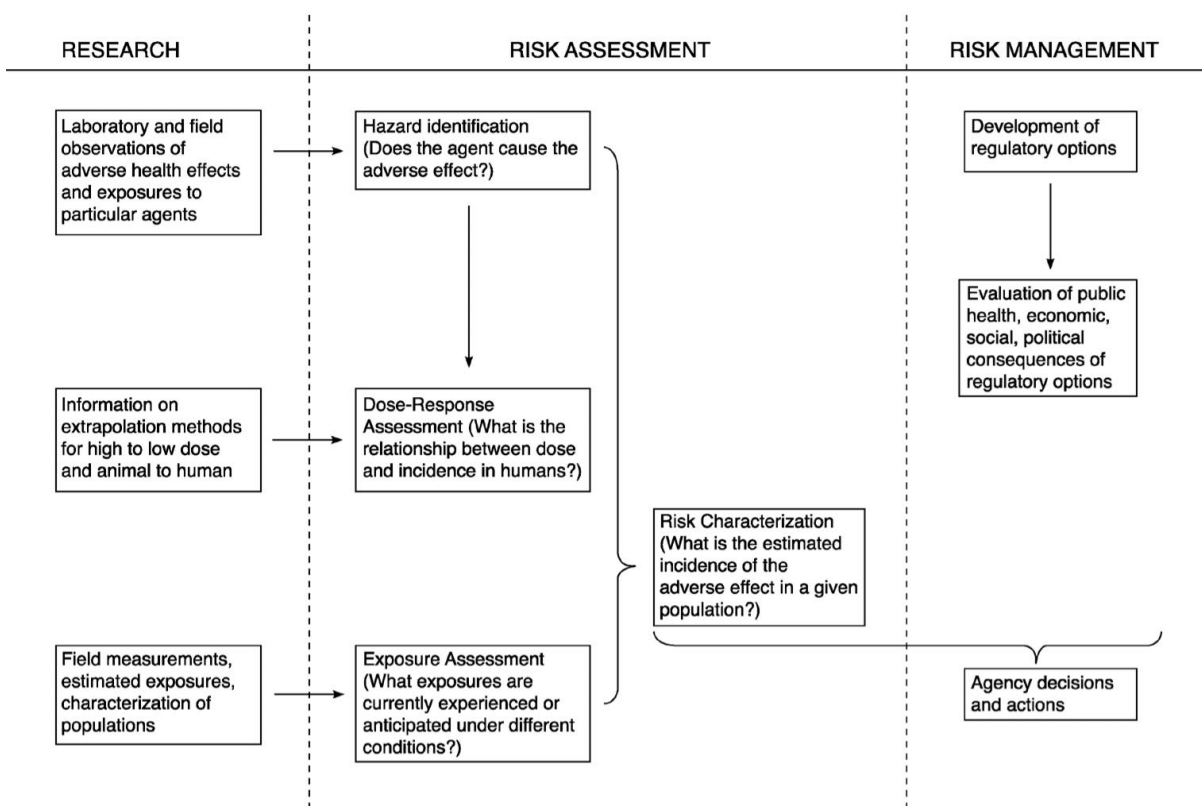 RESEARCH
RISK ASSESSMENT
RISK MANAGEMENT
Laboratory and field
observations of
adverse health effects
and exposures to
particular agents
Hazard identification
(Does the agent cause the
adverse effect?)
Development of
regulatory options
Evaluation of public
health, economic,
social, political
consequences of
regulatory options
Information on
extrapolation methods
for high to low dose
and animal to human
Dose-Response
Assessment (What is the
relationship between dose
and incidence in humans?)
Risk Characterization
(What is the estimated
incidence of the
adverse effect in a given
population?)
Field measurements,
estimated exposures,
characterization of
populations
Exposure Assessment
(What exposures are
currently experienced or
anticipated under different
conditions?)
Agency decisions
and actions